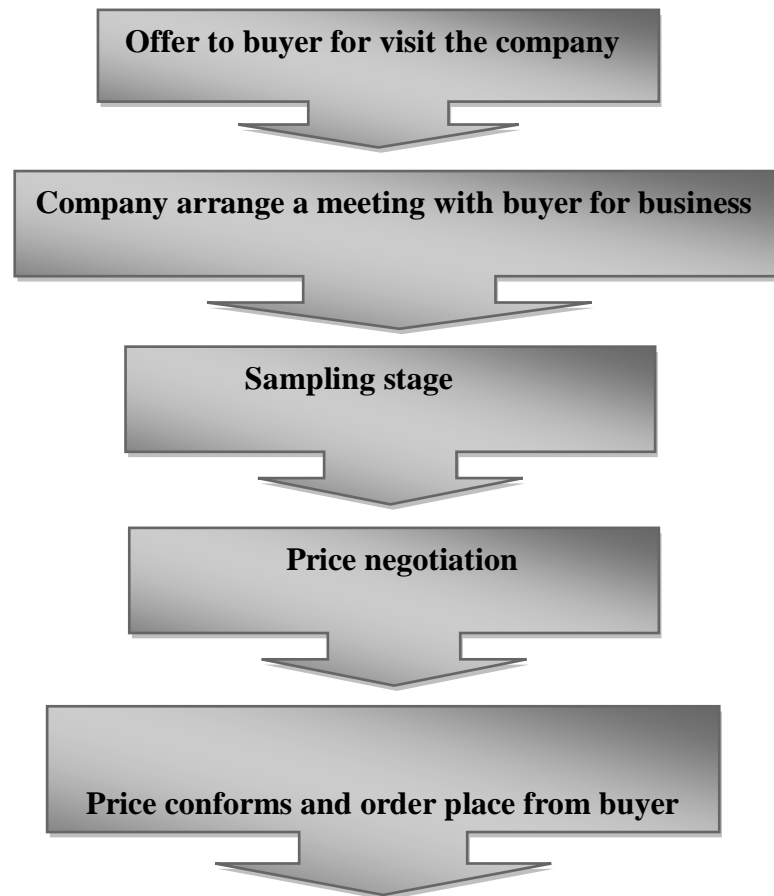 Offer to buyer for visit the company
Company arrange a meeting with buyer for business
Sampling stage
Price negotiation
Price conforms and order place from buyer